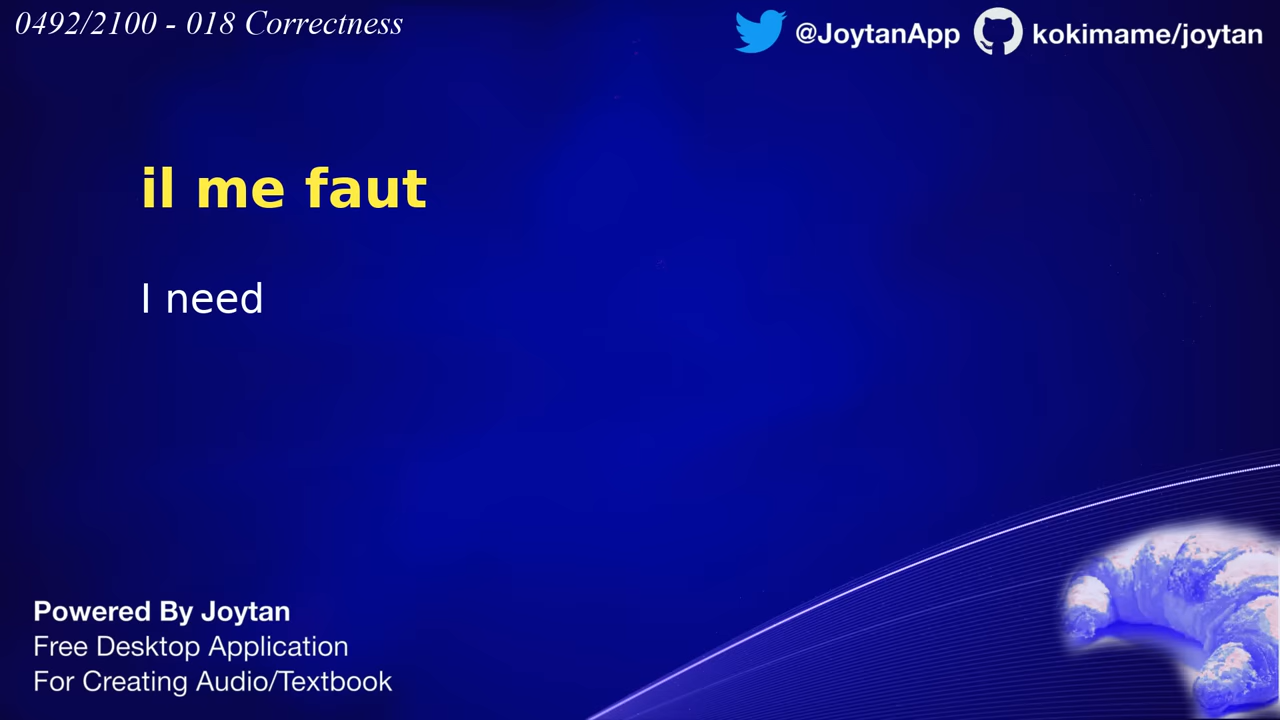 0492/2100 - 018 Correctness
@JoytanApp
kokimame/joytan
il me faut
I need
Powered By Joytan
Free Desktop Application
For Creating Audio/Textbook